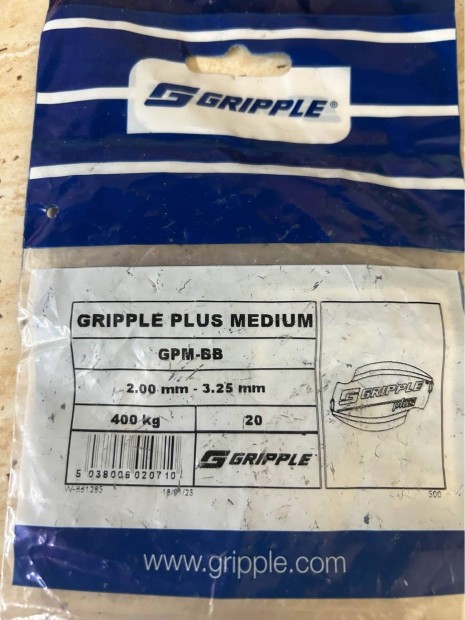 GRIPPLE®
GRIPPLE PLUS MEDIUM
GPM-BB
2.00 mm - 3.25 mm
400 kg 20
GRIPPLE plus
5 038006 020710
GRIPPLE®
500
www.gripple.com